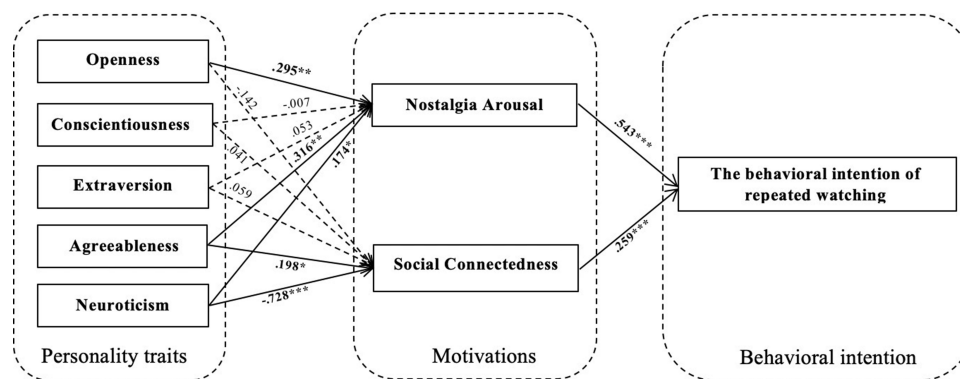 Openness
Conscientiousness
Extraversion
Agreeableness
Neuroticism
Personality traits
.295**
-.142
-.007
.041
.053
.316**
.174*
.059
.198*
-.728***
Nostalgia Arousal
Social Connectedness
Motivations
.543***
.259***
The behavioral intention of
repeated watching
Behavioral intention